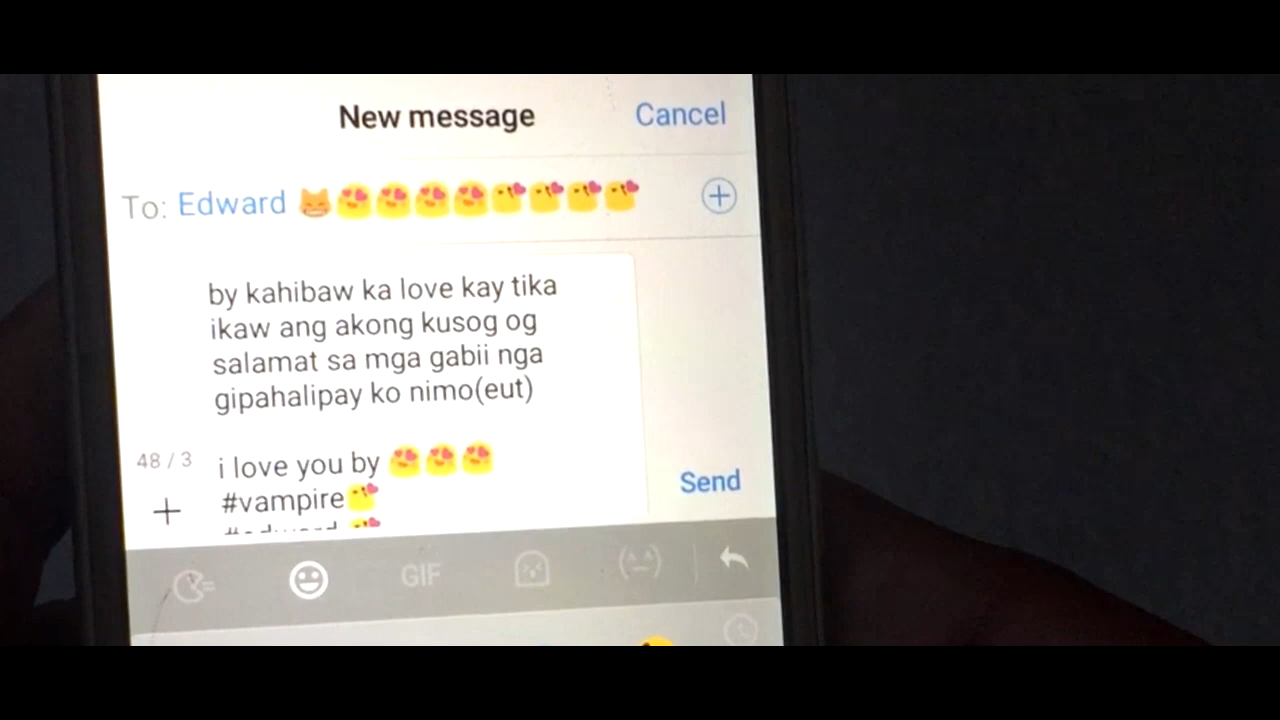 New message
Cancel
To: Edward 😸😍😍😍😍😘😘😘😘
by kahibaw ka love kay tika
ikaw ang akong kusog og
salamat sa mga gabii nga
gipahalipay ko nimo(eut)
48 / 3
i love you by 😍😍😍
#vampire😘
Send
GIF